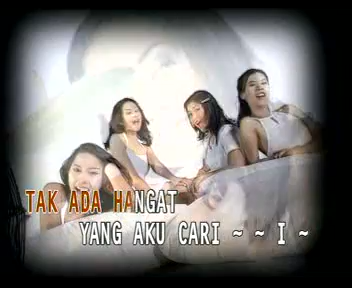 TAK ADA HANGAT
YANG AKU CARI ~ ~ I ~